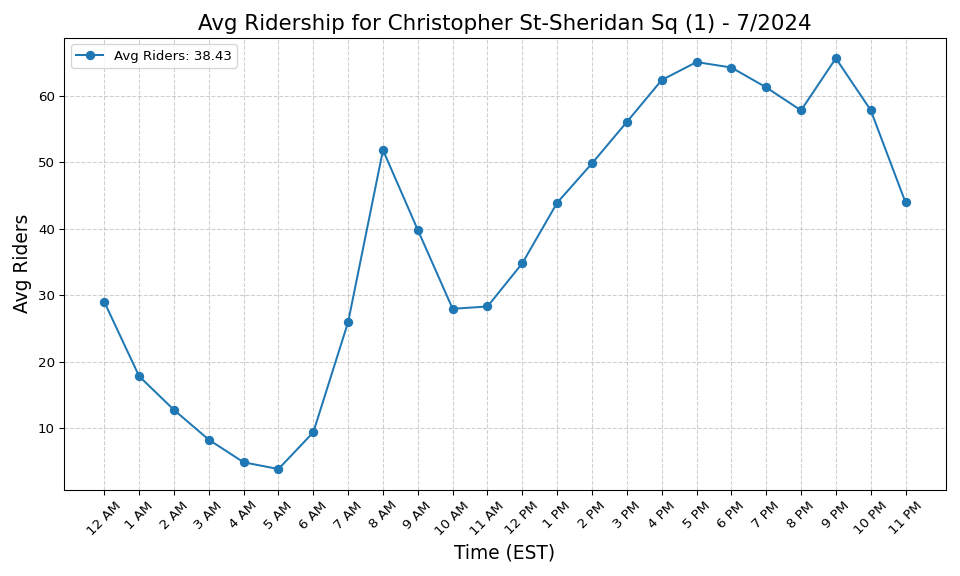 Avg Ridership for Christopher St-Sheridan Sq (1) - 7/2024
Avg Riders: 38.43
Avg Riders
60
50
40
30
20
10
12 AM
1 AM
2 AM
3 AM
4 AM
5 AM
6 AM
7 AM
8 AM
9 AM
10 AM
11 AM
12 PM
1 PM
2 PM
3 PM
4 PM
5 PM
6 PM
7 PM
8 PM
9 PM
10 PM
11 PM
Time (EST)